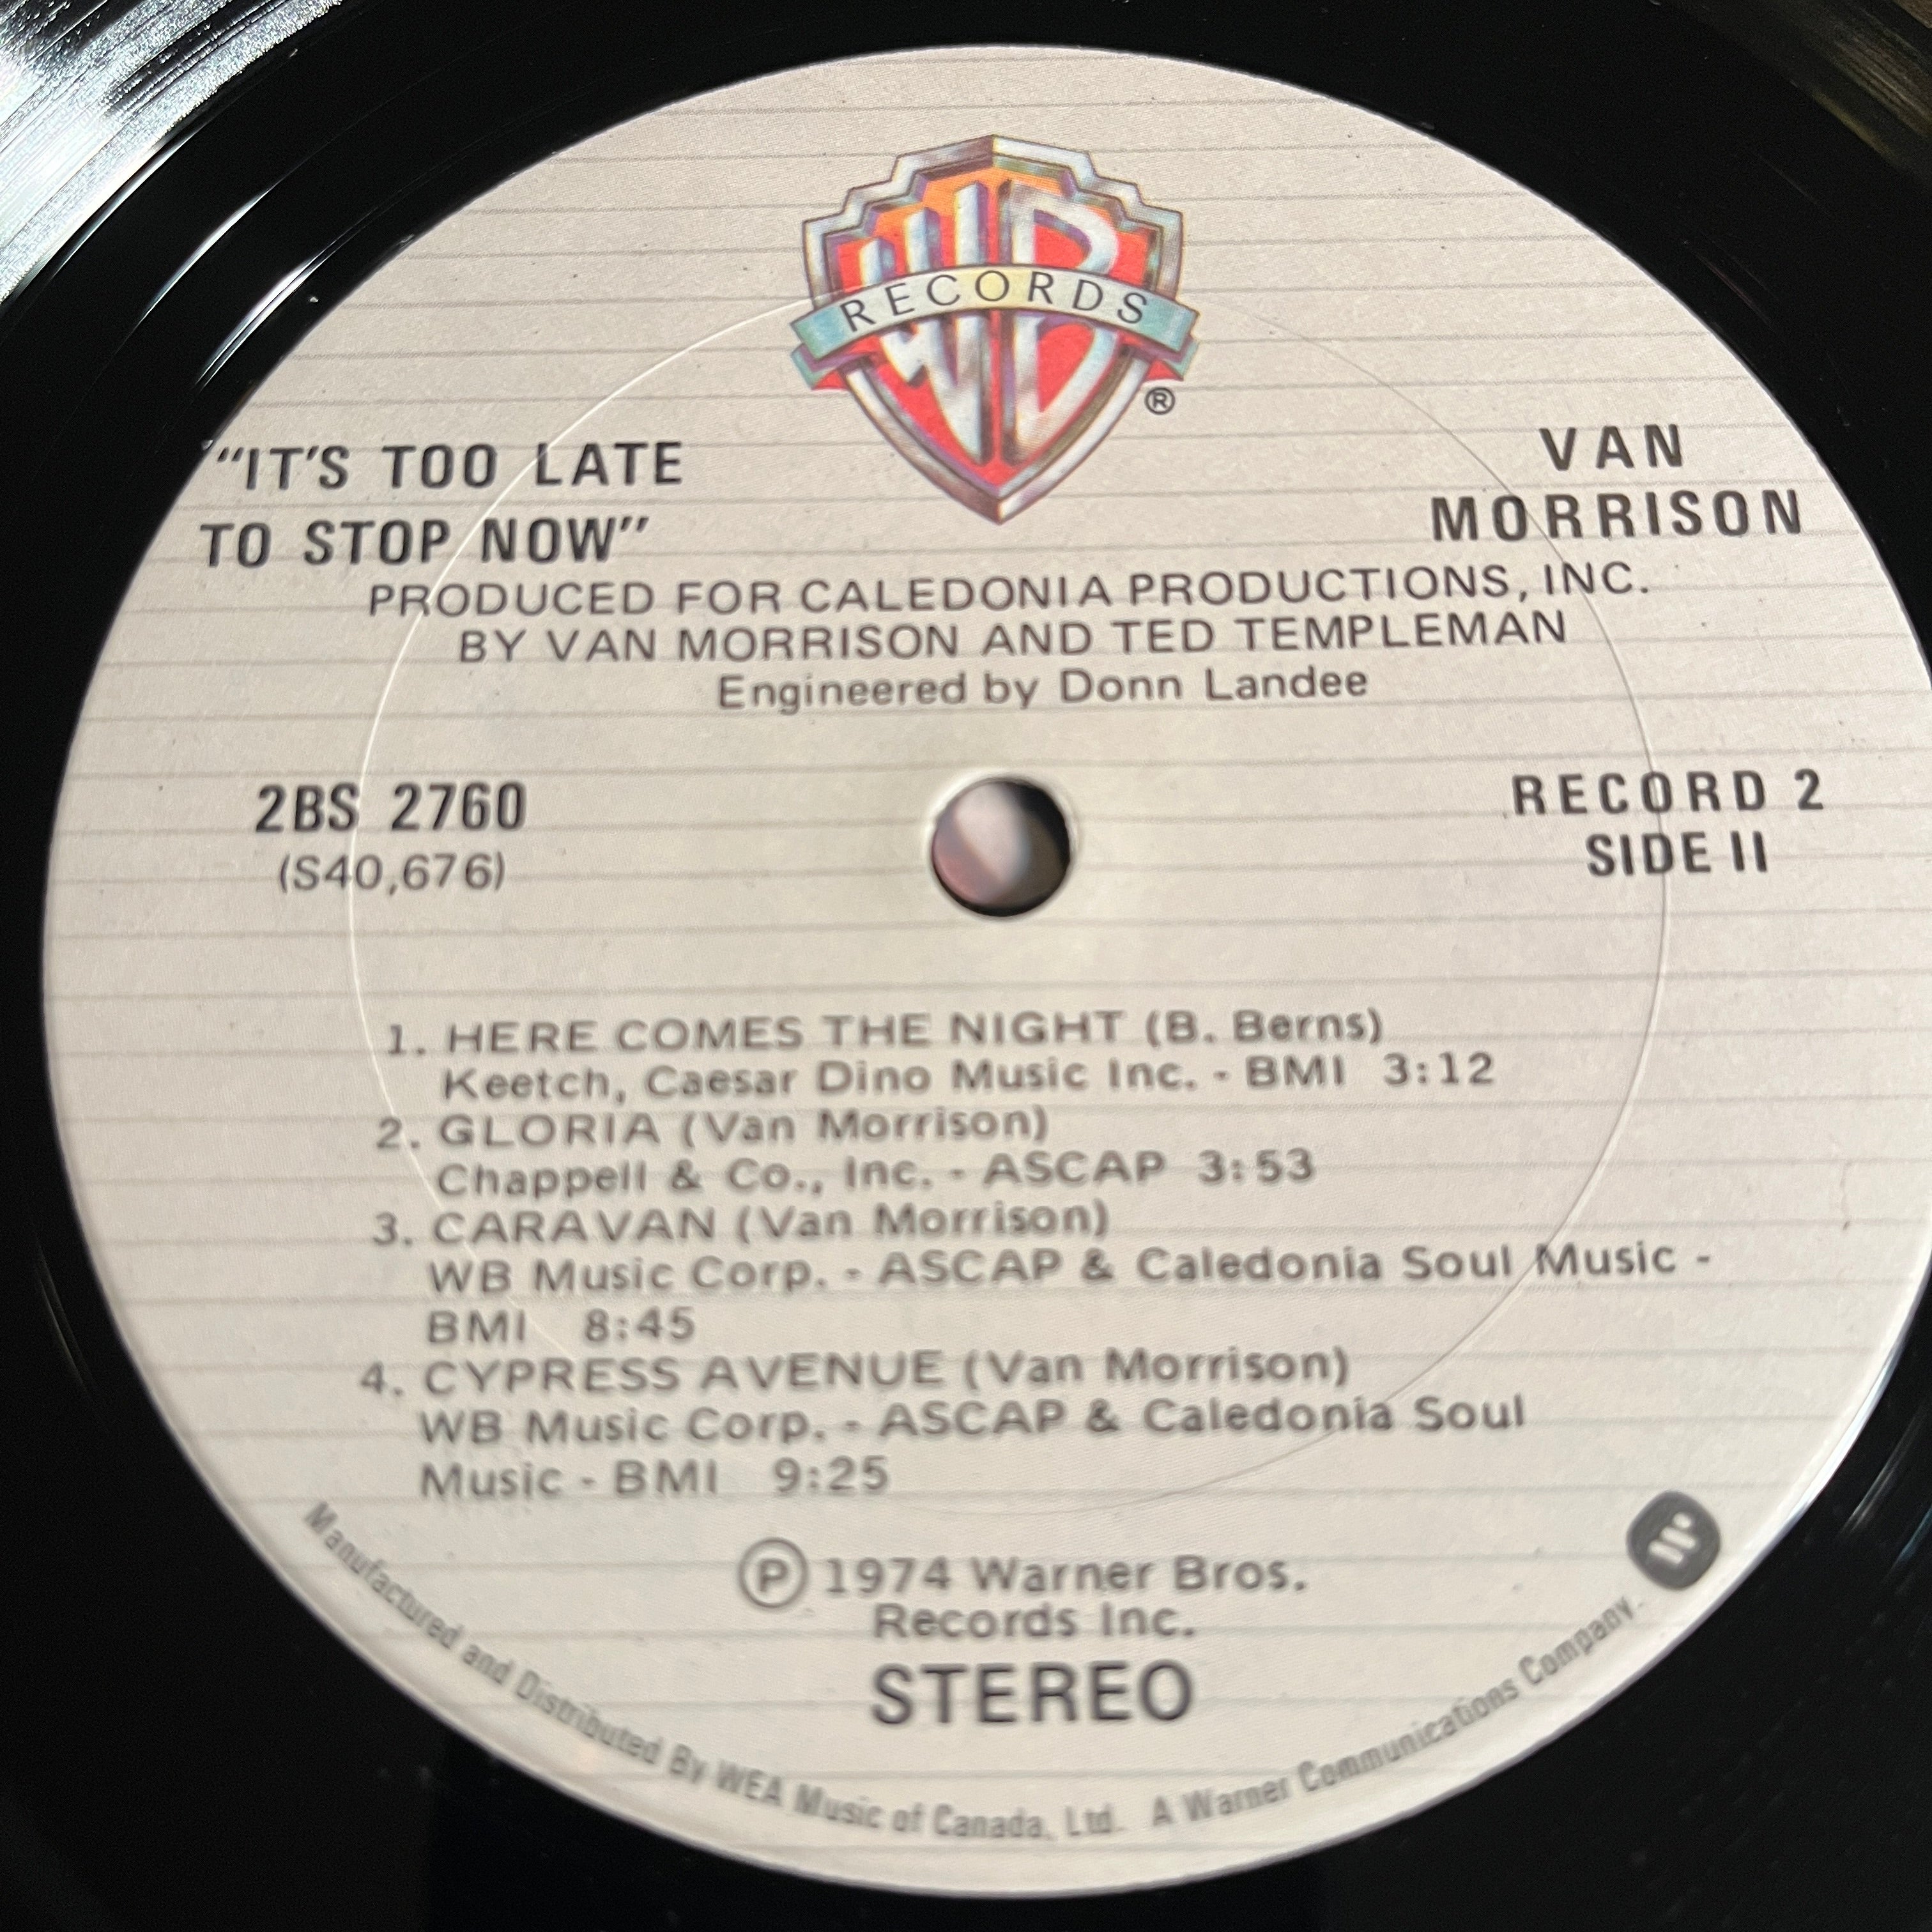 WB
RECORDS
®
"IT'S TOO LATE
TO STOP NOW"
VAN
MORRISON
PRODUCED FOR CALEDONIA PRODUCTIONS, INC.
BY VAN MORRISON AND TED TEMPLEMAN
Engineered by Donn Landee
2BS 2760
(S40,676)
RECORD 2
SIDE II
1. HERE COMES THE NIGHT (B. Berns)
Keetch, Caesar Dino Music Inc. - BMI 3:12
2. GLORIA (Van Morrison)
Chappell & Co., Inc. - ASCAP 3:53
3. CARAVAN (Van Morrison)
WB Music Corp. - ASCAP & Caledonia Soul Music -
BMI 8:45
4. CYPRESS AVENUE (Van Morrison)
WB Music Corp. - ASCAP & Caledonia Soul
Music - BMI 9:25
Ⓟ 1974 Warner Bros.
Records Inc.
STEREO
Manufactured and Distributed By WEA Music of Canada, Ltd. A Warner Communications Company.